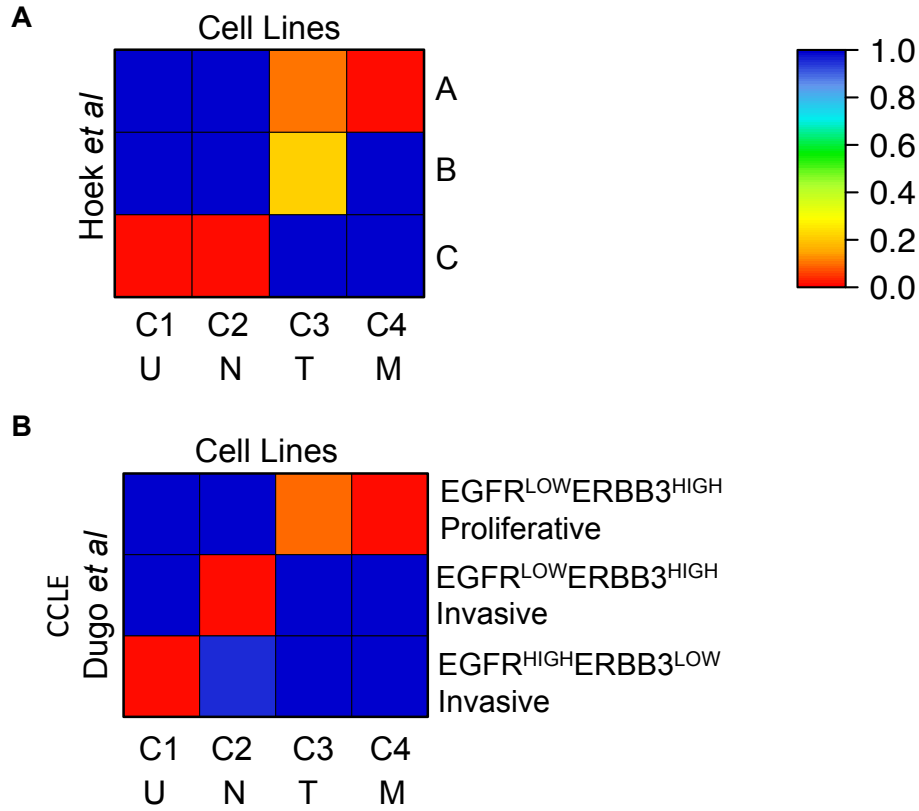 A
Cell Lines
Hoek et al
A
B
C
C1 C2 C3 C4
U N T M
1.0
0.8
0.6
0.4
0.2
0.0
B
Cell Lines
CCLE
Dugo et al
EGFRᴸᴼᵂERBB3ᴴᴵᴳᴴ
Proliferative
EGFRᴸᴼᵂERBB3ᴴᴵᴳᴴ
Invasive
EGFRᴴᴵᴳᴴERBB3ᴸᴼᵂ
Invasive
C1 C2 C3 C4
U N T M